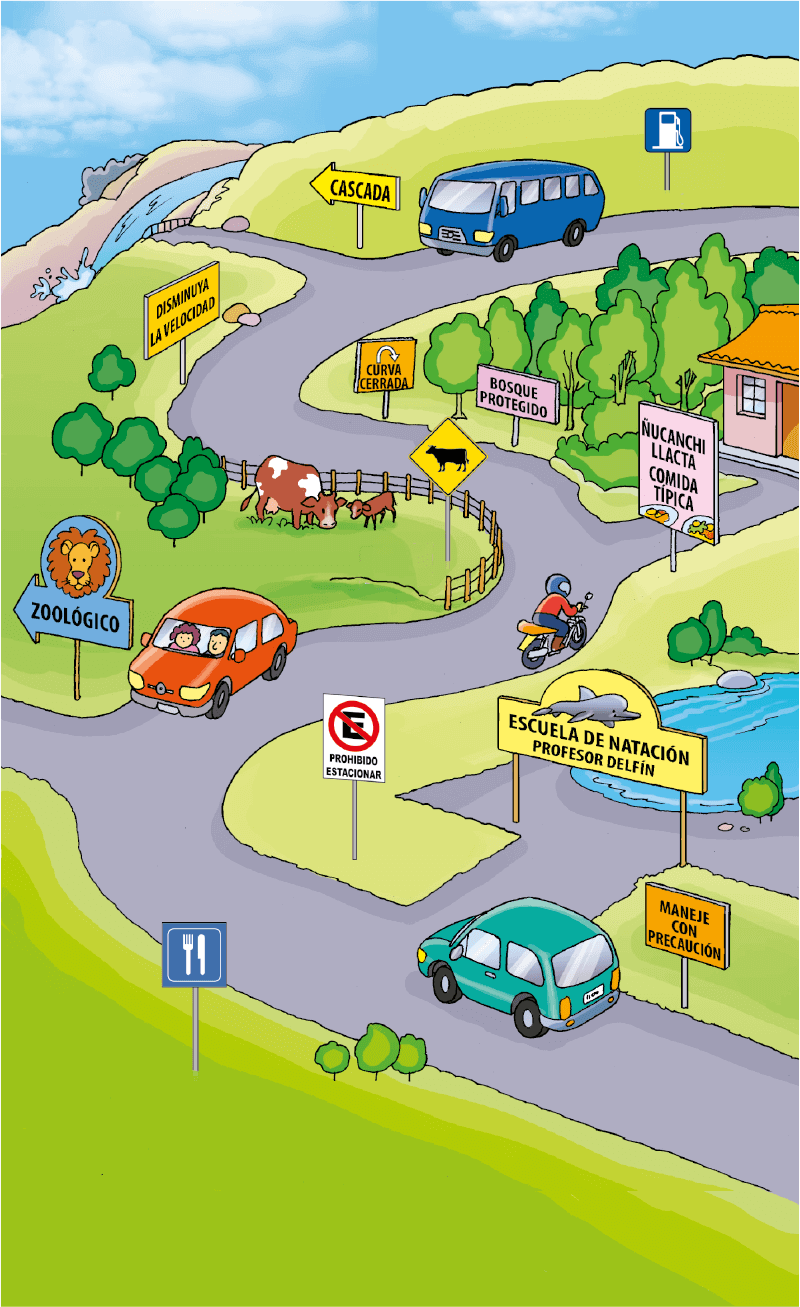 CASCADA
DISMINUYA
LA VELOCIDAD
CURVA
CERRADA
BOSQUE
PROTEGIDO
ÑUCANCHI
LLACTA
COMIDA
TÍPICA
ZOOLÓGICO
E
PROHIBIDO
ESTACIONAR
ESCUELA DE NATACIÓN
PROFESOR DELFÍN
MANEJE
CON
PRECAUCIÓN